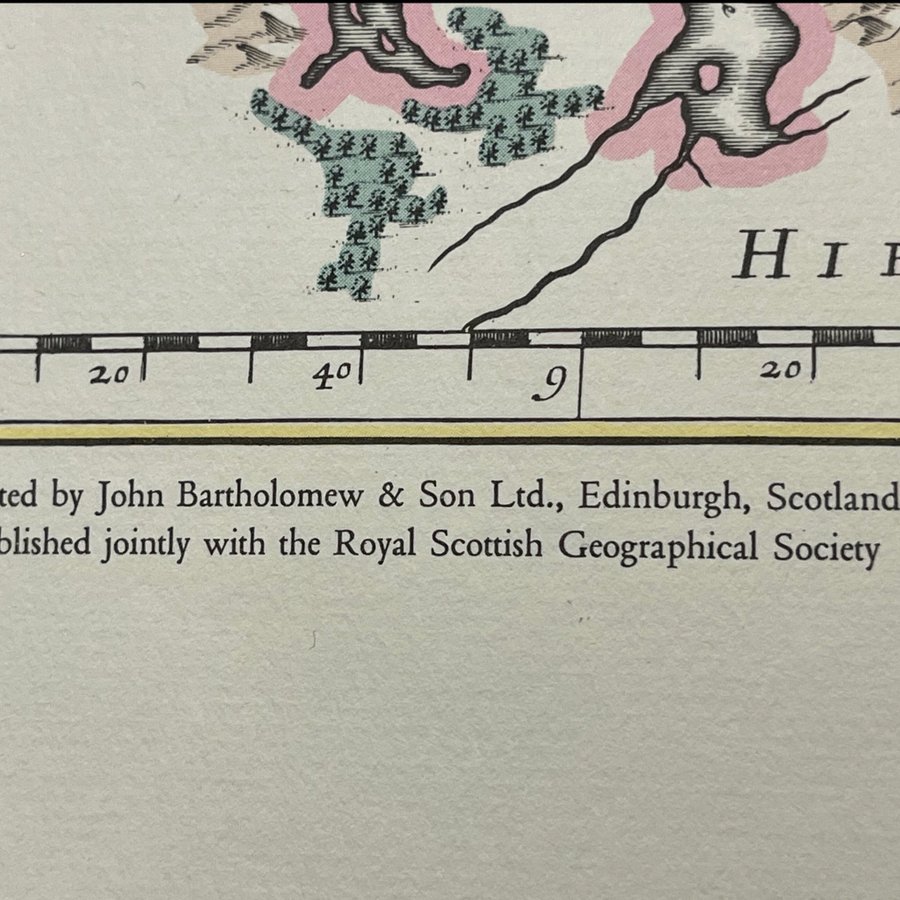 HI
20 40 9 20
ted by John Bartholomew & Son Ltd., Edinburgh, Scotland
blished jointly with the Royal Scottish Geographical Society